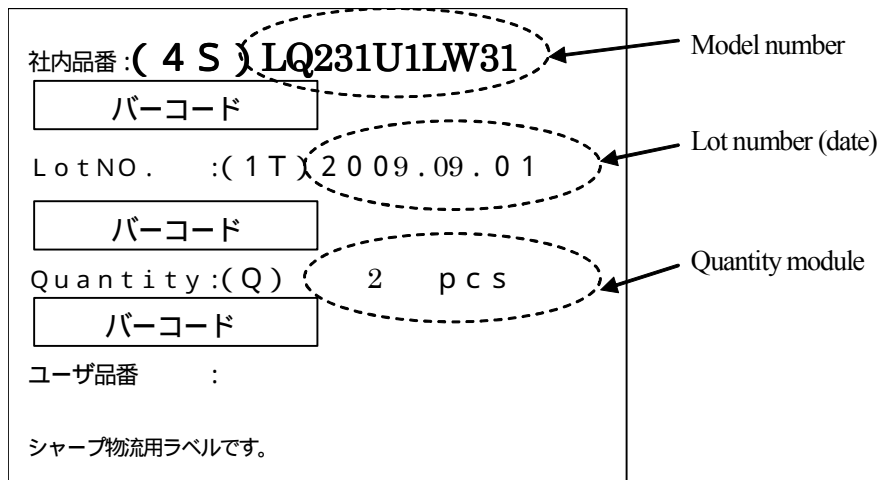 社内品番:(4S)LQ231U1LW31
Model number
バーコード
LotNO. :(1T)2009.09.01
Lot number (date)
バーコード
Quantity:(Q) 2 pcs
Quantity module
バーコード
ユーザ品番 :
シャープ物流用ラベルです。